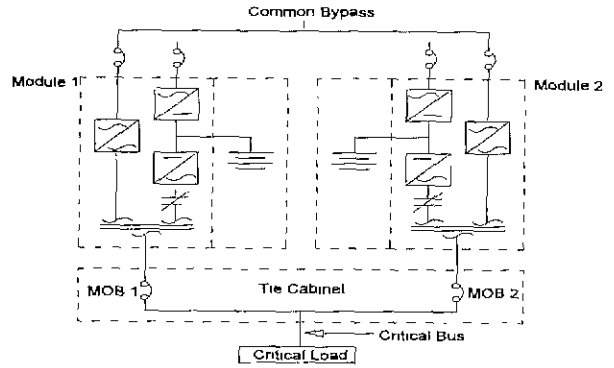 Common Bypass
Module 1
Module 2
MOB 1
Tie Cabinet
MOB 2
Critical Bus
Critical Load